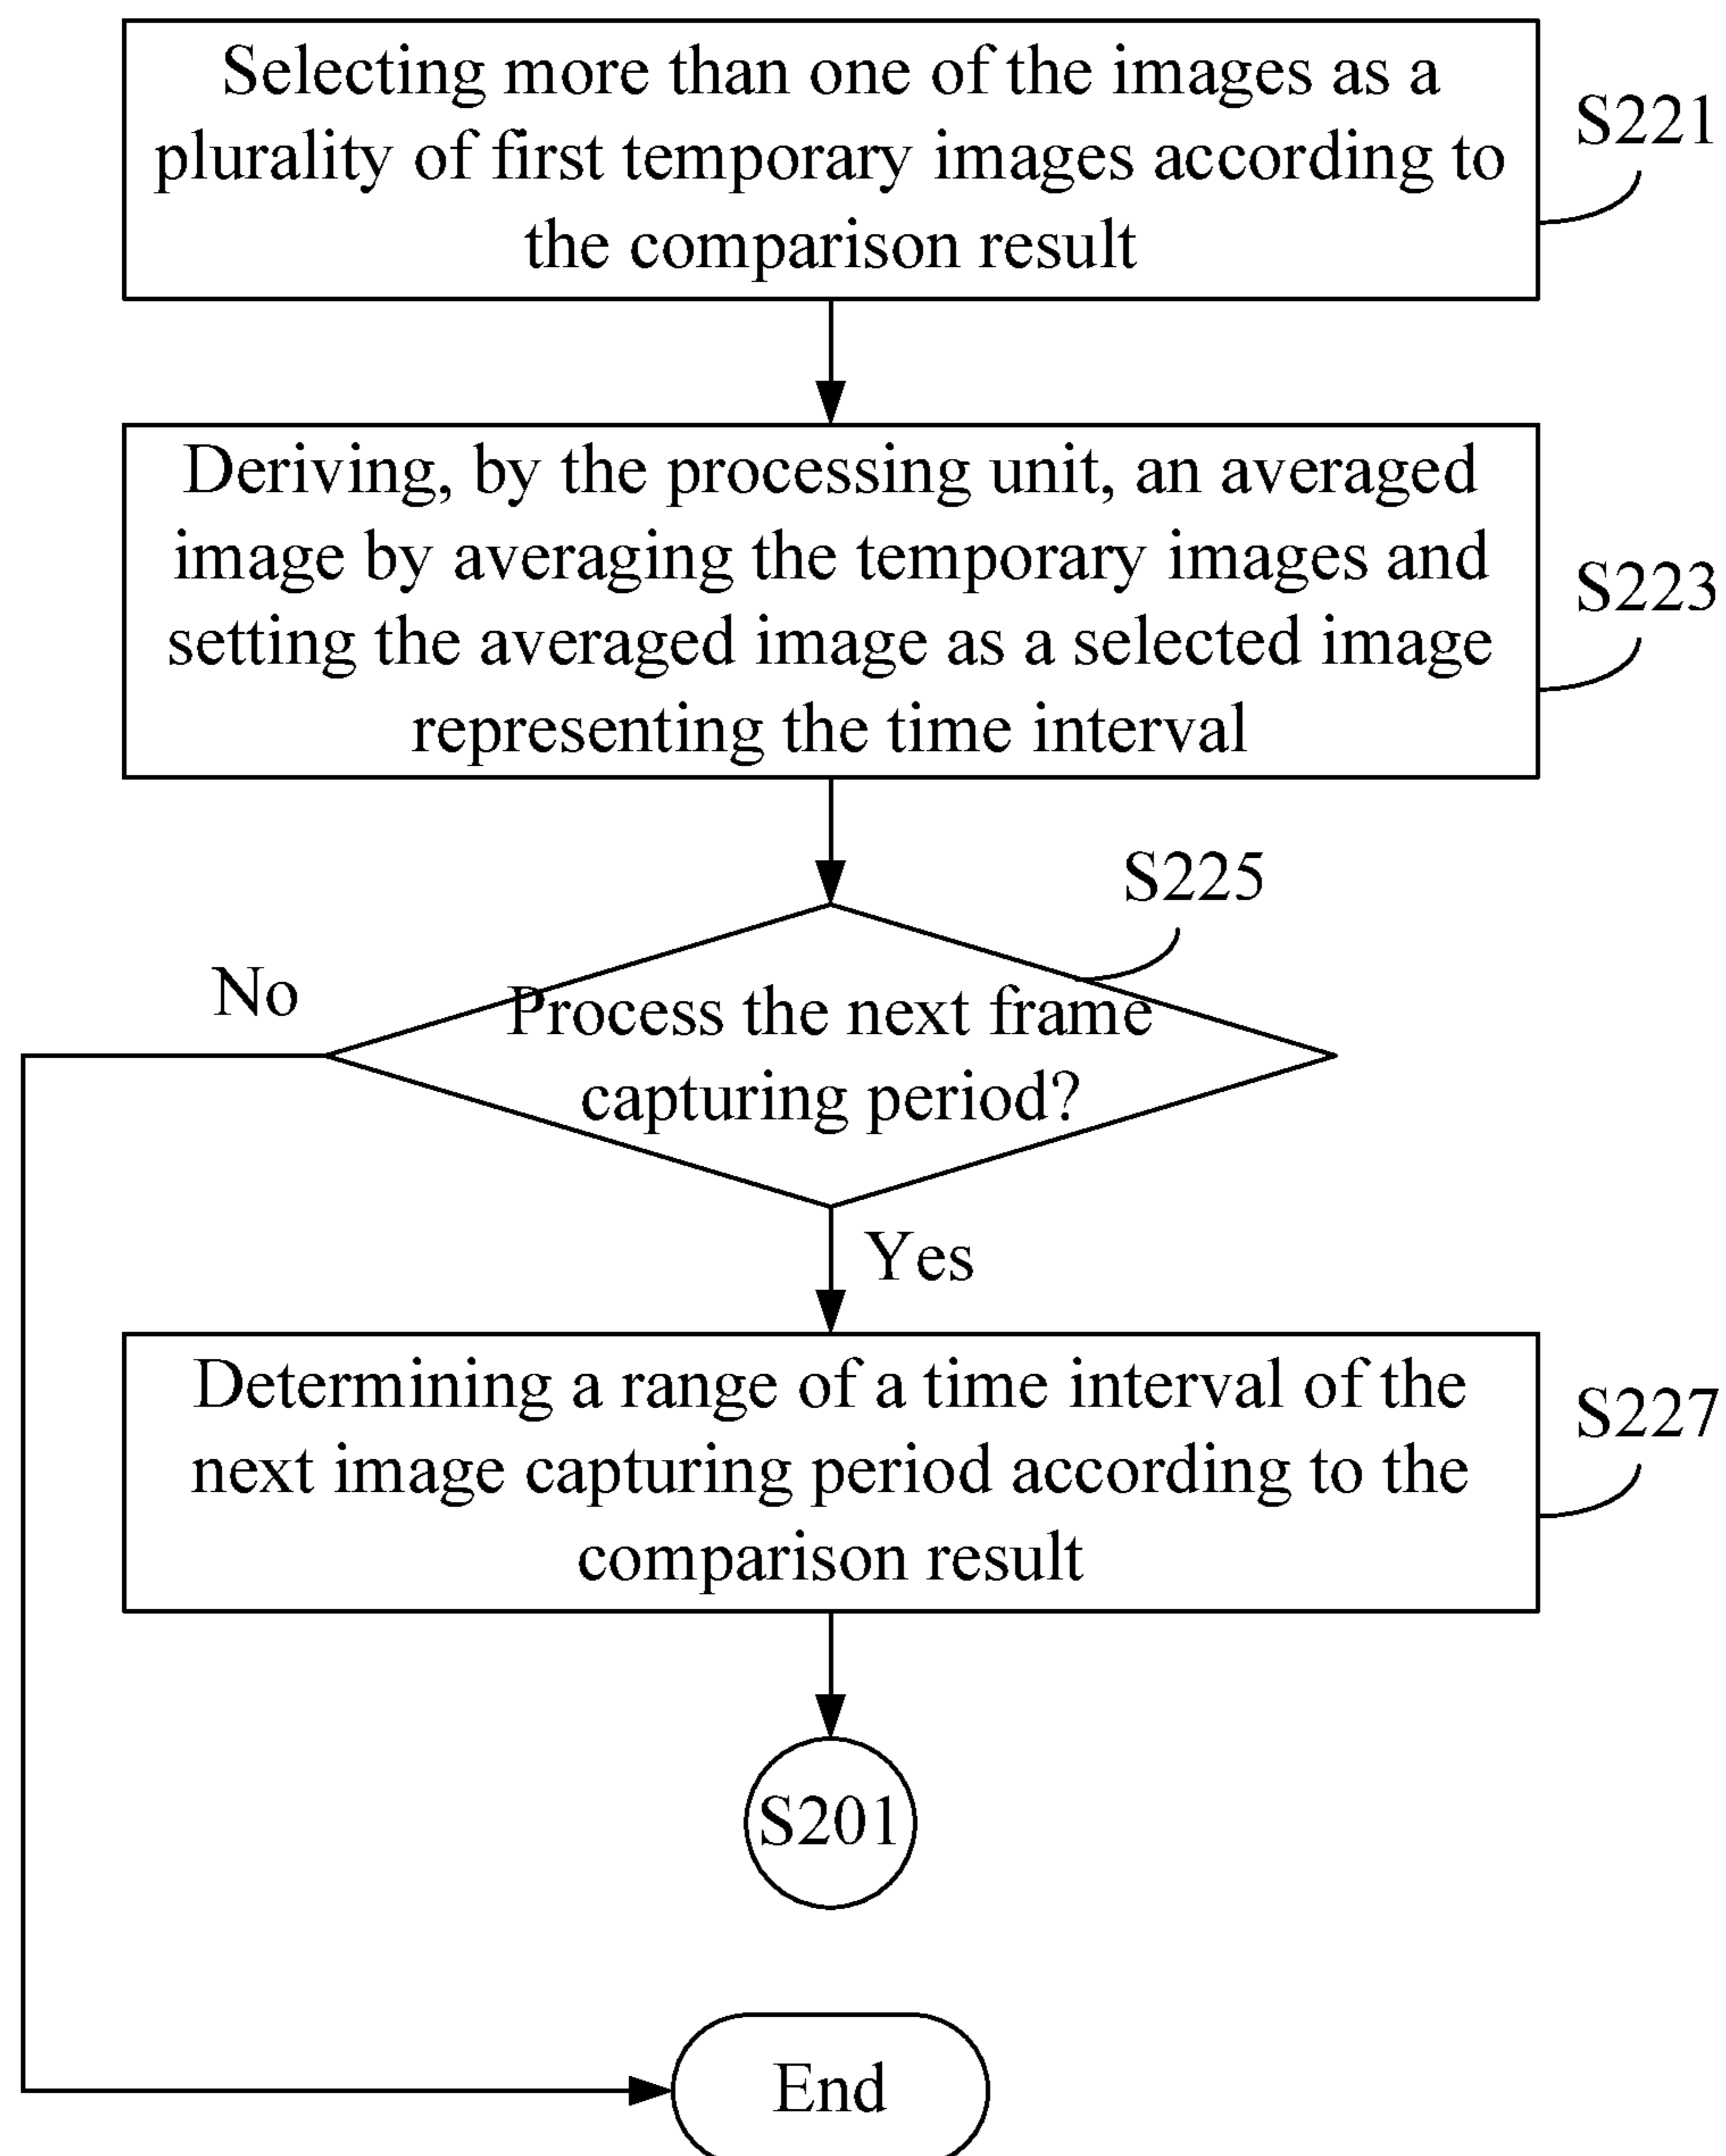 Selecting more than one of the images as a
plurality of first temporary images according to
the comparison result
S221
Deriving, by the processing unit, an averaged
image by averaging the temporary images and
setting the averaged image as a selected image
representing the time interval
S223
S225
No
Process the next frame
capturing period?
Yes
Determining a range of a time interval of the
next image capturing period according to the
comparison result
S227
S201
End